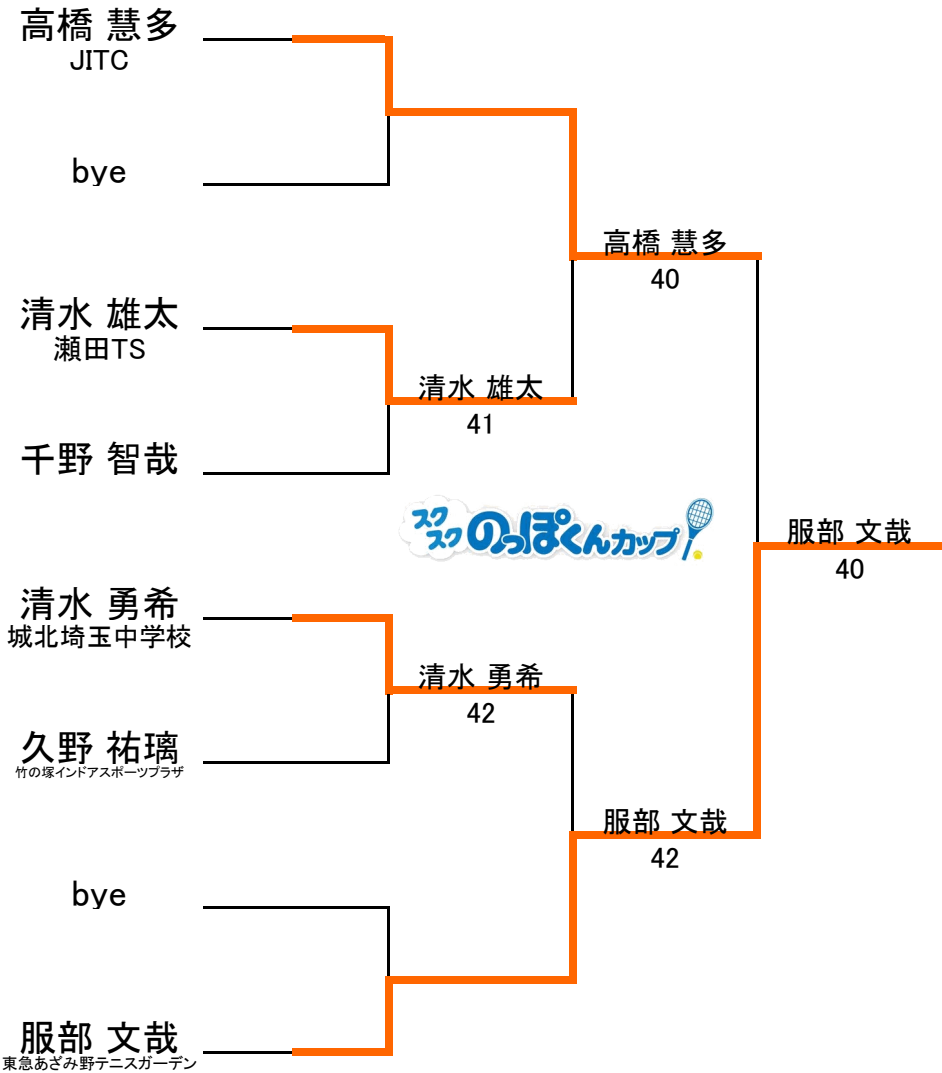 高橋 慧多
JITC
bye
高橋 慧多
40
清水 雄太
瀬田TS
清水 雄太
41
千野 智哉
スク
スク のっぽくんカップ
服部 文哉
40
清水 勇希
城北埼玉中学校
清水 勇希
42
久野 祐璃
竹の塚インドアスポーツプラザ
服部 文哉
42
bye
服部 文哉
東急あざみ野テニスガーデン